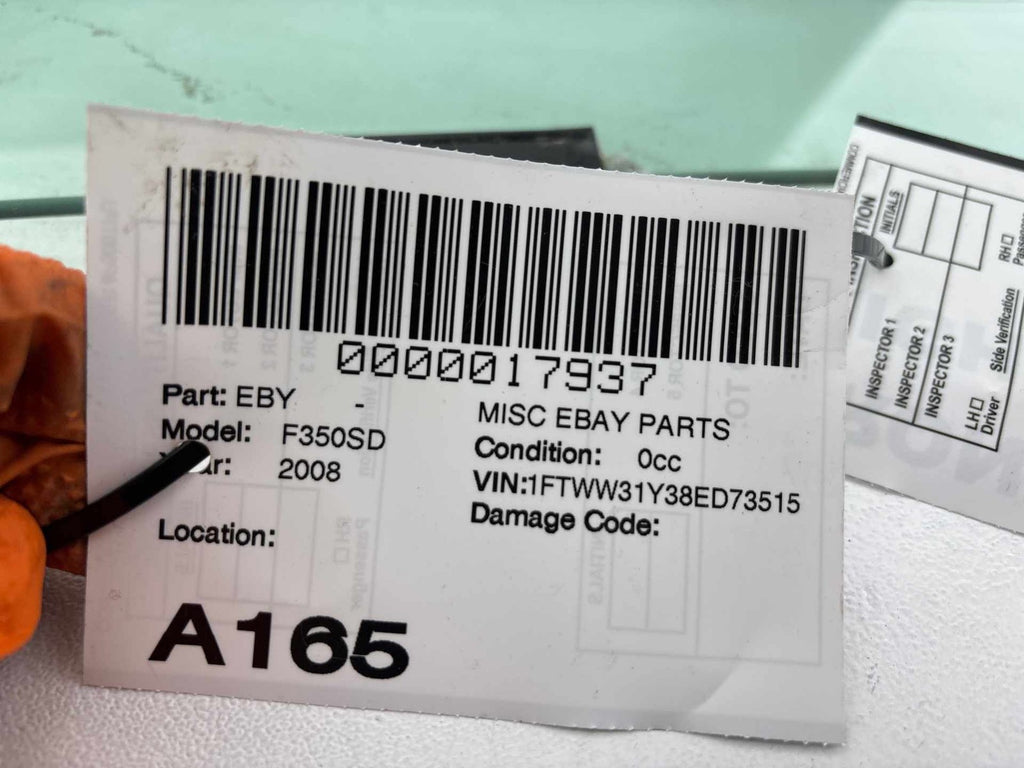 0000017937
Part: EBY - MISC EBAY PARTS
Model: F350SD Condition: 0cc
Year: 2008 VIN:1FTWW31Y38ED73515
Location: Damage Code:
A165
INITIALS
INSPECTOR 1
INSPECTOR 2
INSPECTOR 3
LH
Driver
Side Verification
RH